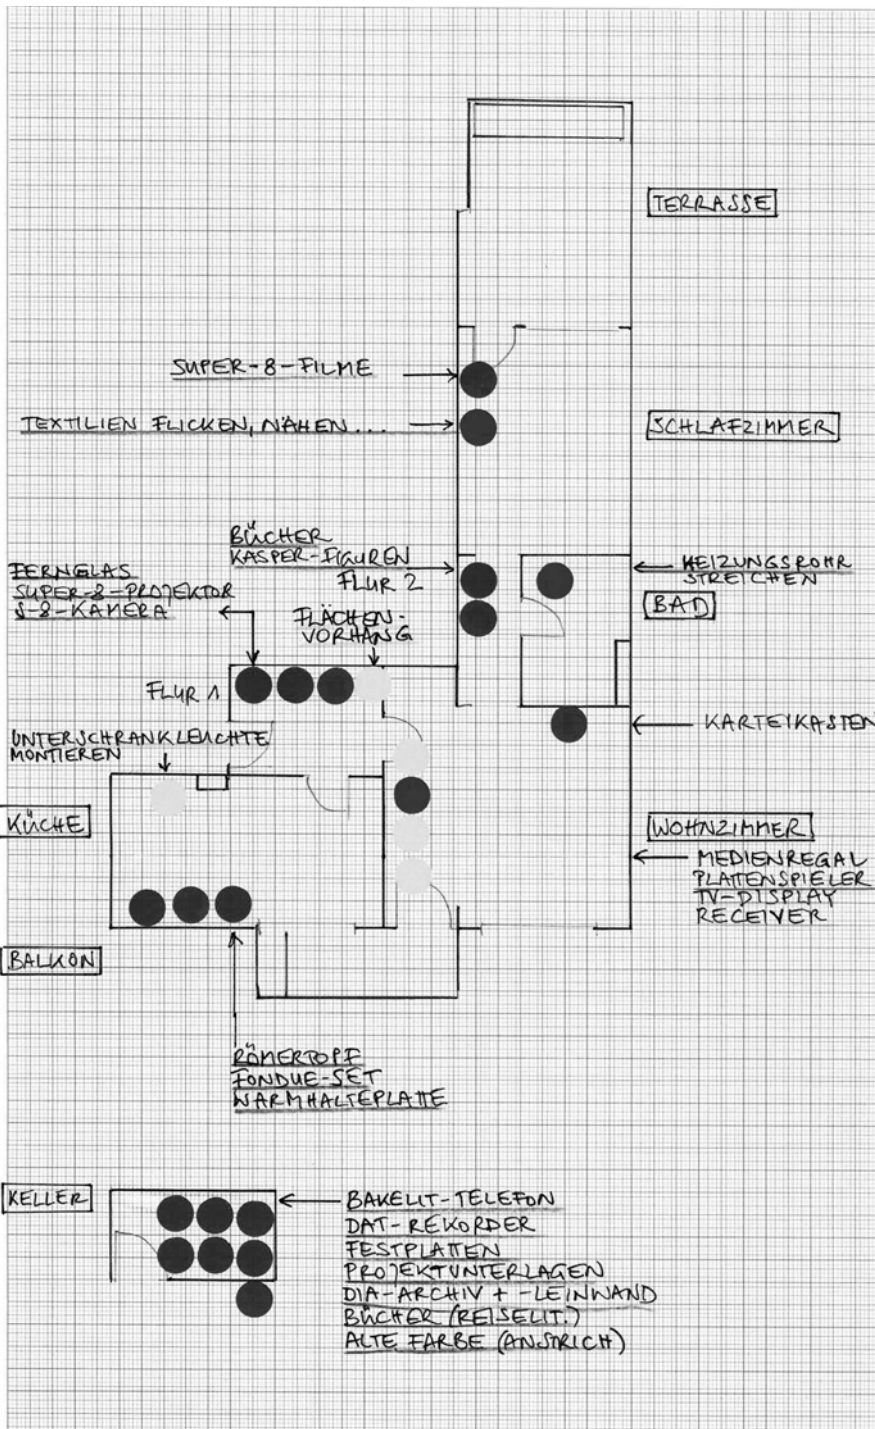 TERRASSE
SUPER-8-FILME
TEXTILIEN FLICKEN, NÄHEN...
SCHLAFZIMMER
BÜCHER
KASPER-FIGUREN
FLUR 2
HEIZUNGSROHR
STREICHEN
BAD
FERNGLAS
SUPER-8-PROJEKTOR
S-8-KAMERA
FLÄCHEN-
VORHANG
FLUR 1
KARTEIKASTEN
UNTERSCHRANKLEUCHTE
MONTIEREN
KÜCHE
WOHNZIMMER
MEDIENREGAL
PLATTENSPIELER
TV-DISPLAY
RECEIVER
BALKON
RÖMERTOPF
FONDUE-SET
WARMHALTEPLATTE
KELLER
BAKELIT-TELEFON
DAT-REKORDER
FESTPLATTEN
PROJEKTUNTERLAGEN
DIA-ARCHIV + -LEINWAND
BÜCHER (REISELIT.)
ALTE FARBE (ANSTRICH)